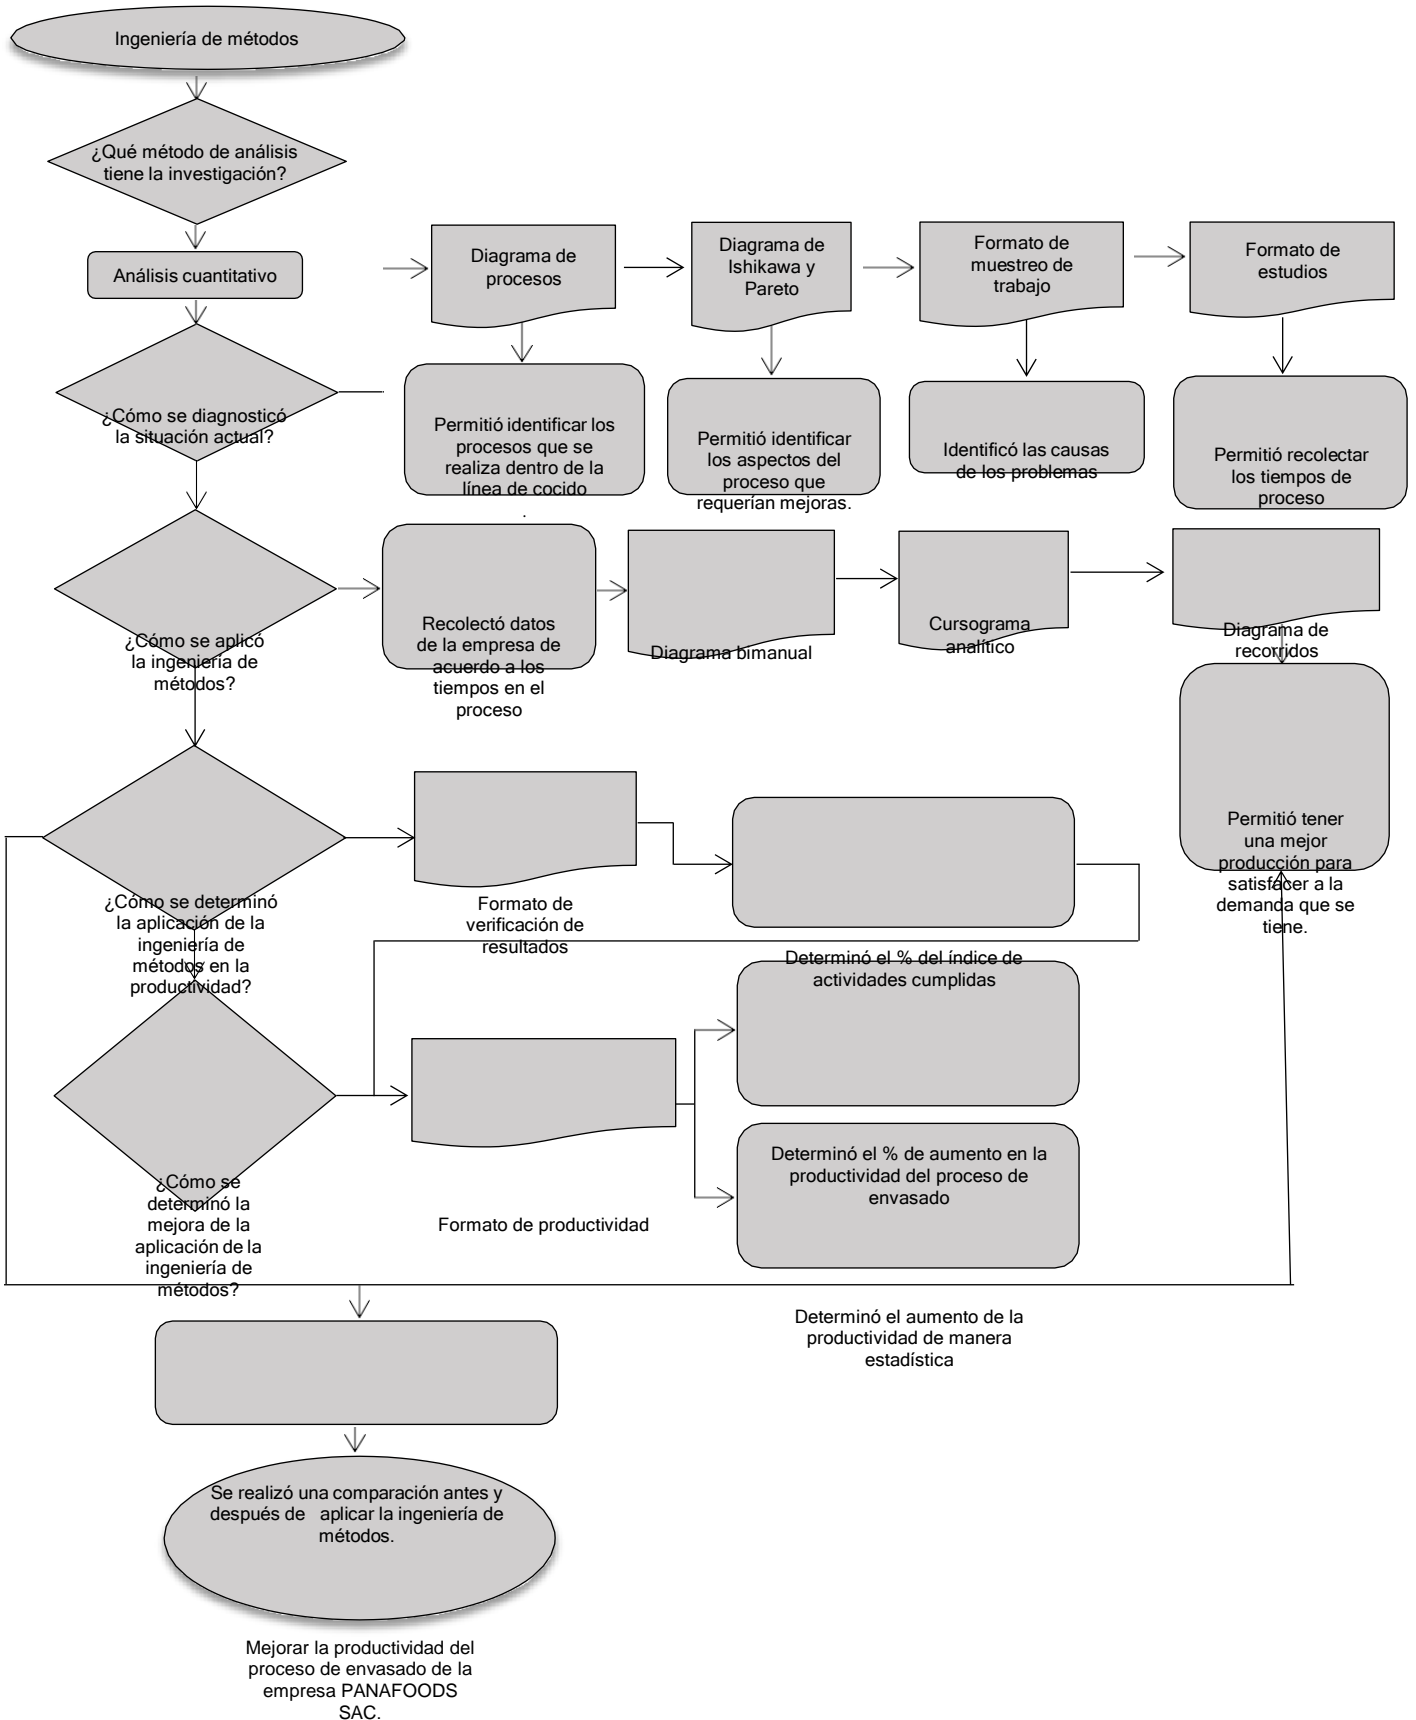 Ingeniería de métodos
¿Qué método de análisis
tiene la investigación?
Análisis cuantitativo
Diagrama de
procesos
Diagrama de
Ishikawa y
Pareto
Formato de
muestreo de
trabajo
Formato de
estudios
¿Cómo se diagnosticó
la situación actual?
Permitió identificar los
procesos que se
realiza dentro de la
línea de cocido
.
Permitió identificar
los aspectos del
proceso que
requerían mejoras.
Identificó las causas
de los problemas
Permitió recolectar
los tiempos de
proceso
¿Cómo se aplicó
la ingeniería de
métodos?
Recolectó datos
de la empresa de
acuerdo a los
tiempos en el
proceso
Diagrama bimanual
Cursograma
analítico
Diagrama de
recorridos
Permitió tener
una mejor
producción para
satisfacer a la
demanda que se
tiene.
¿Cómo se determinó
la aplicación de la
ingeniería de
métodos en la
productividad?
Formato de
verificación de
resultados
Determinó el % del índice de
actividades cumplidas
¿Cómo se
determinó la
mejora de la
aplicación de la
ingeniería de
métodos?
Formato de productividad
Determinó el % de aumento en la
productividad del proceso de
envasado
Determinó el aumento de la
productividad de manera
estadística
Se realizó una comparación antes y
después de aplicar la ingeniería de
métodos.
Mejorar la productividad del
proceso de envasado de la
empresa PANAFOODS
SAC.